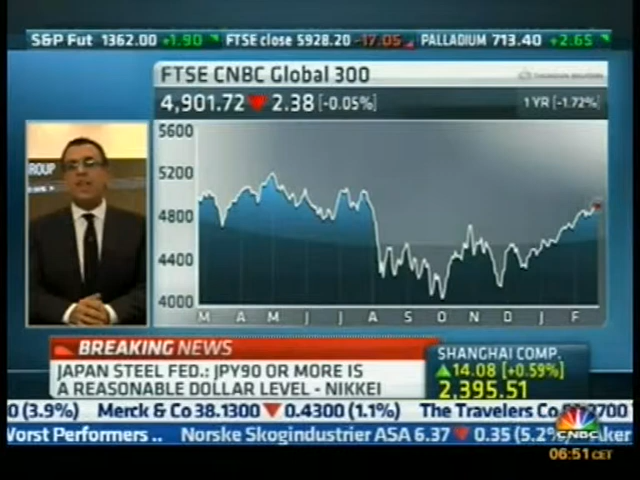 S&P Fut 1362.00 +1.90 FTSE close 5928.20 -17.05 PALLADIUM 713.40 +2.65
FTSE CNBC Global 300
THOMSON REUTERS
4,901.72 2.38 [-0.05%] 1 YR [-1.72%]
5600
5200
4800
4400
4000
M A M J J A S O N D J F
ROUP
BREAKING NEWS
JAPAN STEEL FED.: JPY90 OR MORE IS
A REASONABLE DOLLAR LEVEL - NIKKEI
SHANGHAI COMP.
14.08 [+0.59%]
2,395.51
0 (3.9%) Merck & Co 38.1300 0.4300 (1.1%) The Travelers Co
Worst Performers .. Norske Skogindustrier ASA 6.37 0.35 (5.2%
CNBC
06:51 CET